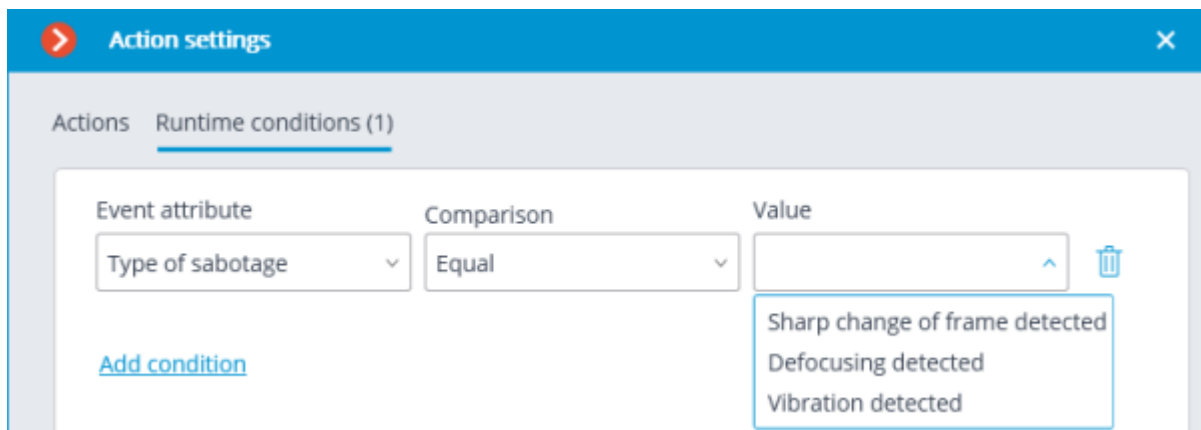 Action settings
Actions Runtime conditions (1)
Event attribute Comparison Value
Type of sabotage Equal
Sharp change of frame detected
Add condition Defocusing detected
Vibration detected